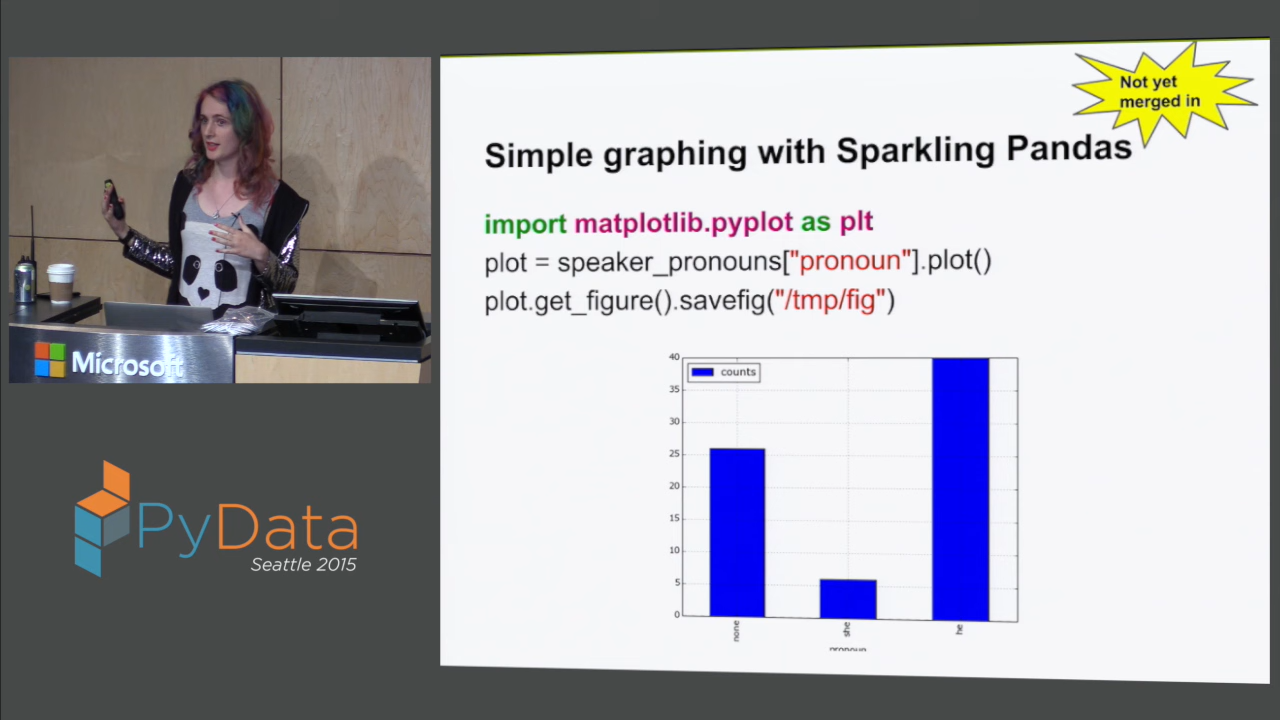 Not yet
merged in
Simple graphing with Sparkling Pandas
import matplotlib.pyplot as plt
plot = speaker_pronouns["pronoun"].plot()
plot.get_figure().savefig("/tmp/fig")
counts
40
35
30
25
20
15
10
5
0
none
she
he
pronoun
Microsoft
PyData
Seattle 2015